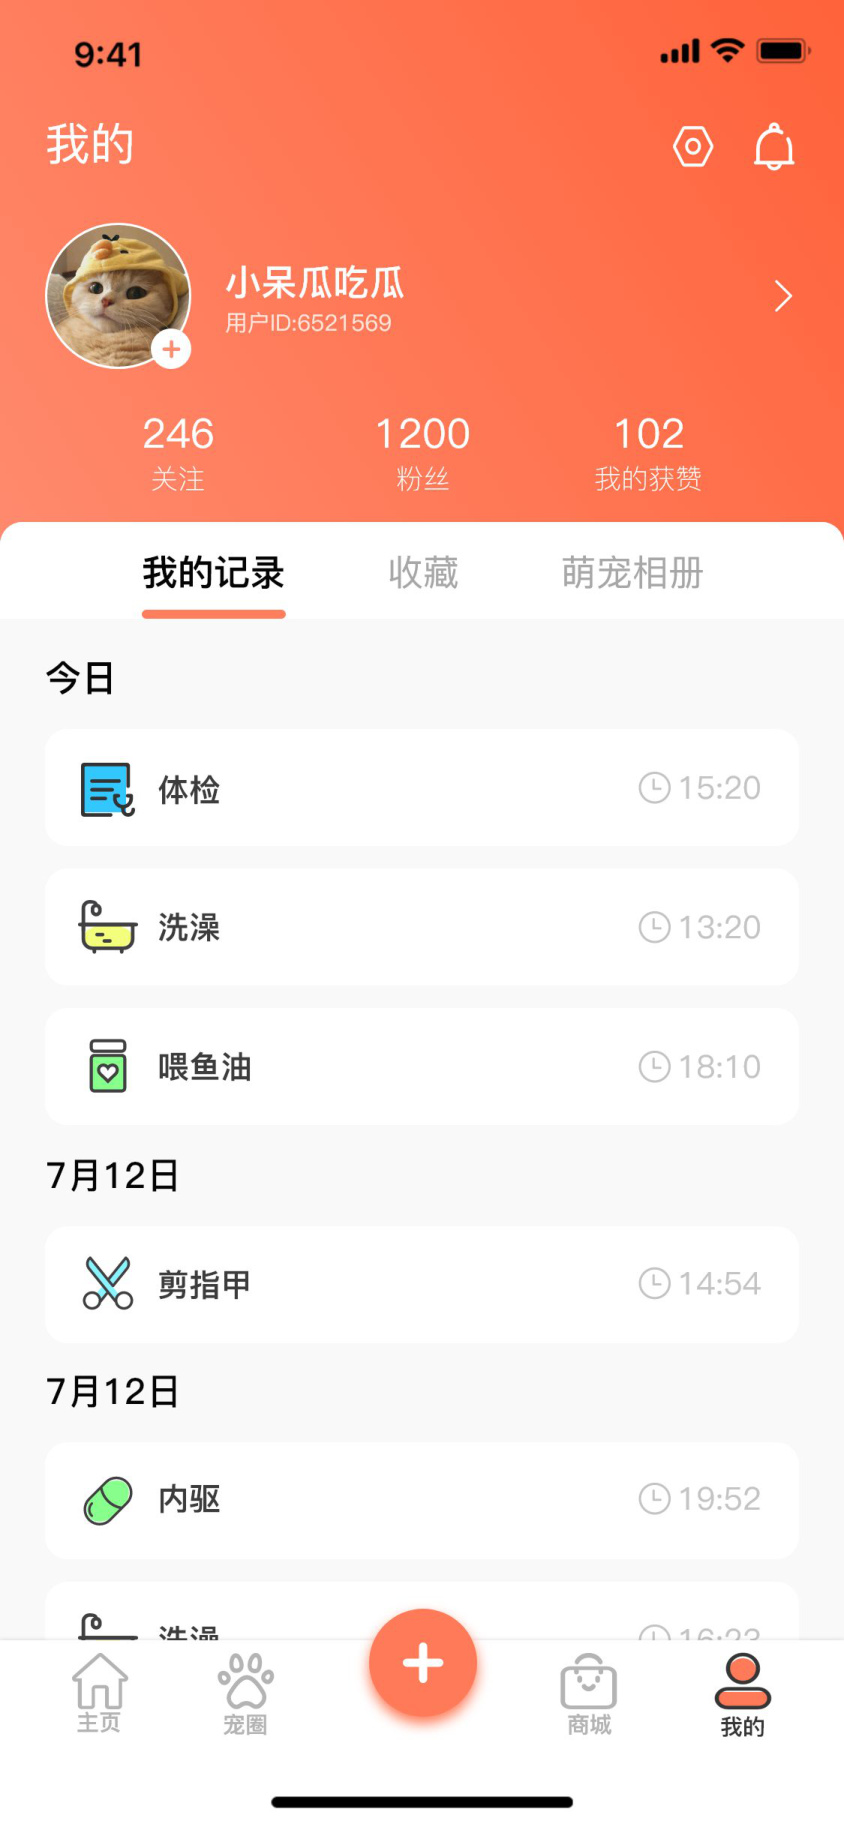 9:41
我的
小呆瓜吃瓜
用户ID:6521569
246
1200
102
关注
粉丝
我的获赞
我的记录
收藏
萌宠相册
今日
体检
15:20
洗澡
13:20
喂鱼油
18:10
7月12日
剪指甲
14:54
7月12日
内驱
19:52
洗澡
16:23
主页
宠圈
商城
我的